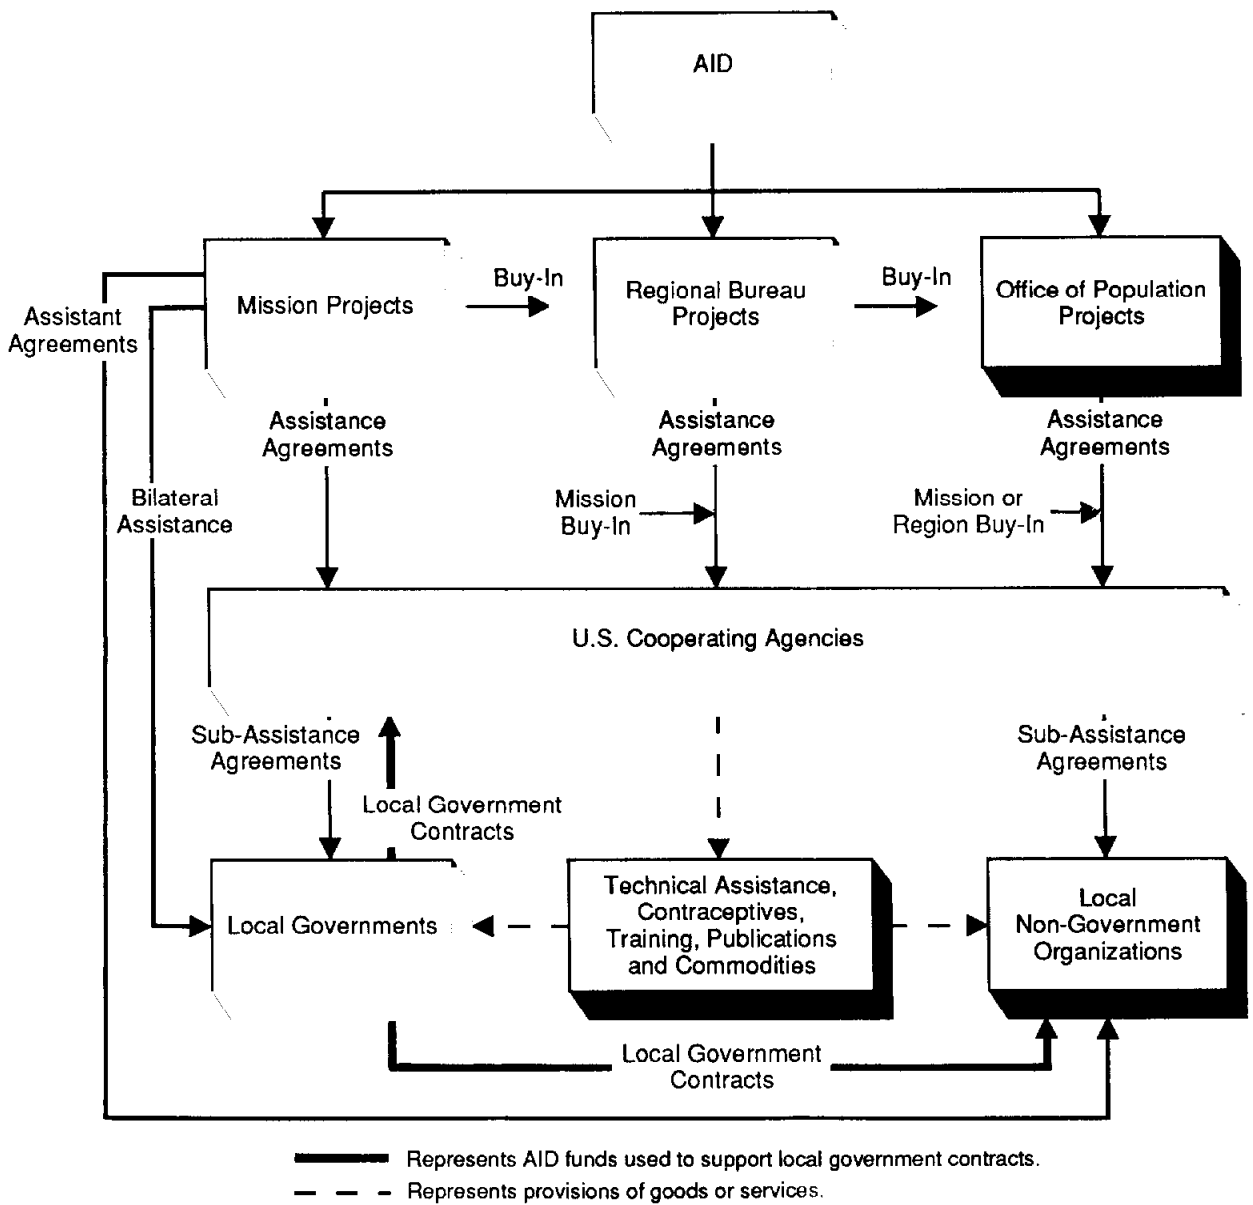 AID
Buy-In
Buy-In
Mission Projects
Regional Bureau
Projects
Office of Population
Projects
Assistant
Agreements
Assistance
Agreements
Assistance
Agreements
Assistance
Agreements
Bilateral
Assistance
Mission
Buy-In
Mission or
Region Buy-In
U.S. Cooperating Agencies
Sub-Assistance
Agreements
Sub-Assistance
Agreements
Local Government
Contracts
Local Governments
Technical Assistance,
Contraceptives,
Training, Publications
and Commodities
Local
Non-Government
Organizations
Local Government
Contracts
Represents AID funds used to support local government contracts.
Represents provisions of goods or services.